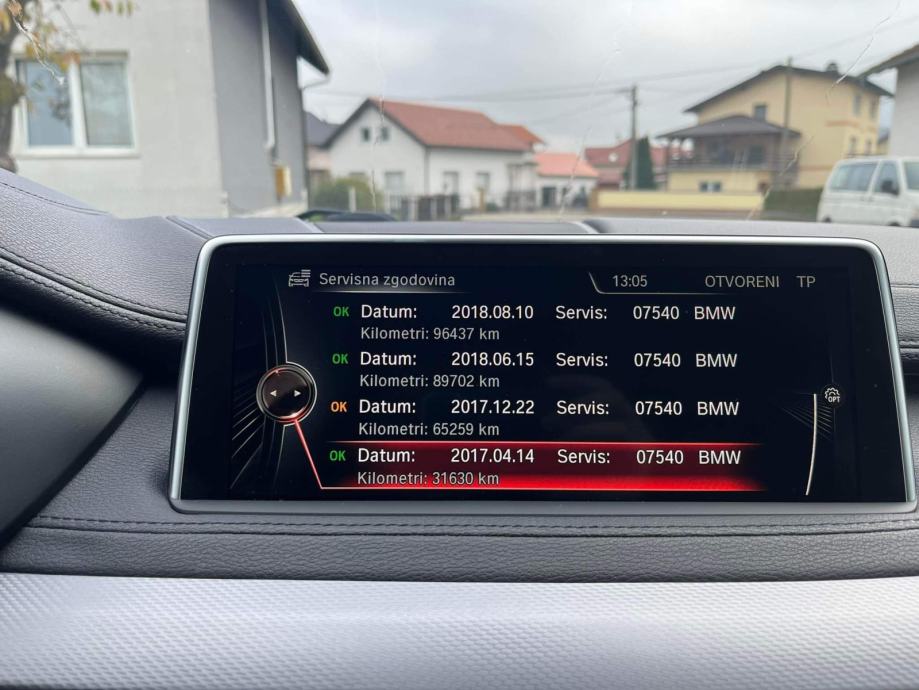 Servisna zgodovina 13:05 OTVORENI TP
OK Datum: 2018.08.10 Servis: 07540 BMW
Kilometri: 96437 km
OK Datum: 2018.06.15 Servis: 07540 BMW
Kilometri: 89702 km
OK Datum: 2017.12.22 Servis: 07540 BMW
Kilometri: 65259 km
OK Datum: 2017.04.14 Servis: 07540 BMW
Kilometri: 31630 km
OPT